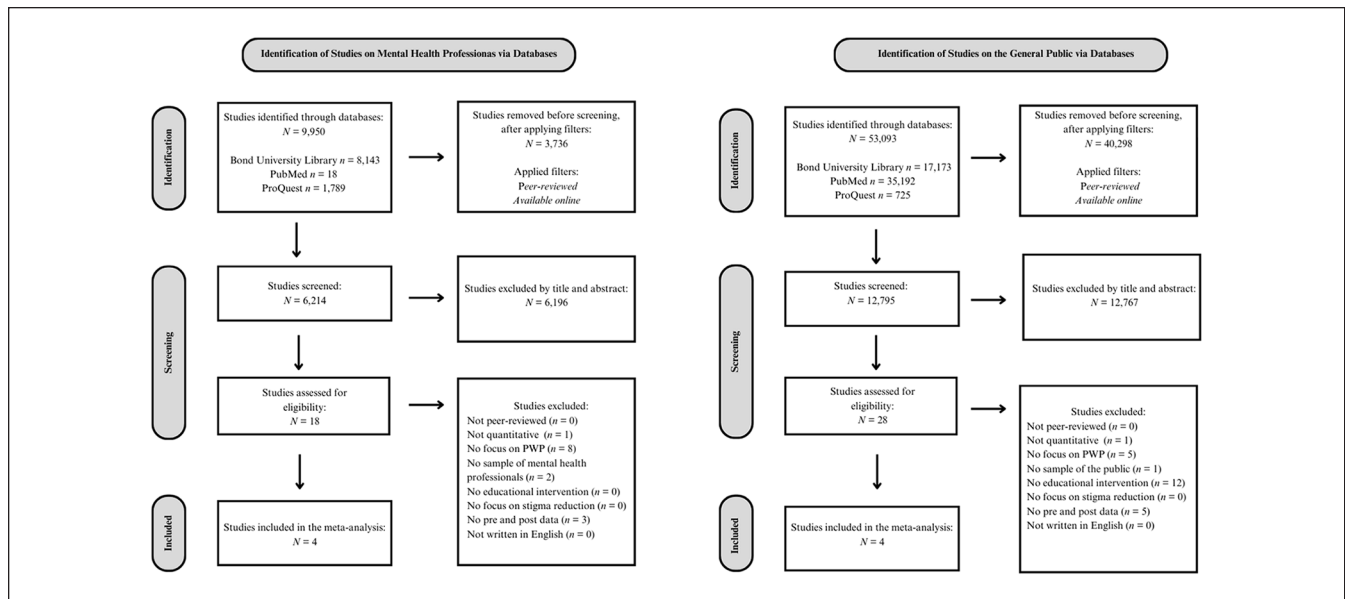 Identification of Studies on Mental Health Professionas via Databases
Identification
Studies identified through databases:
N = 9,950
Bond University Library n = 8,143
PubMed n = 18
ProQuest n = 1,789
Studies removed before screening,
after applying filters:
N = 3,736
Applied filters:
Peer-reviewed
Available online
Screening
Studies screened:
N = 6,214
Studies excluded by title and abstract:
N = 6,196
Studies assessed for
eligibility:
N = 18
Studies excluded:
Not peer-reviewed (n = 0)
Not quantitative (n = 1)
No focus on PWP (n = 8)
No sample of mental health
professionals (n = 2)
No educational intervention (n = 0)
No focus on stigma reduction (n = 0)
No pre and post data (n = 3)
Not written in English (n = 0)
Included
Studies included in the meta-analysis:
N = 4
Identification of Studies on the General Public via Databases
Identification
Studies identified through databases:
N = 53,093
Bond University Library n = 17,173
PubMed n = 35,192
ProQuest n = 725
Studies removed before screening,
after applying filters:
N = 40,298
Applied filters:
Peer-reviewed
Available online
Screening
Studies screened:
N = 12,795
Studies excluded by title and abstract:
N = 12,767
Studies assessed for
eligibility:
N = 28
Studies excluded:
Not peer-reviewed (n = 0)
Not quantitative (n = 1)
No focus on PWP (n = 5)
No sample of the public (n = 1)
No educational intervention (n = 12)
No focus on stigma reduction (n = 0)
No pre and post data (n = 5)
Not written in English (n = 0)
Included
Studies included in the meta-analysis:
N = 4